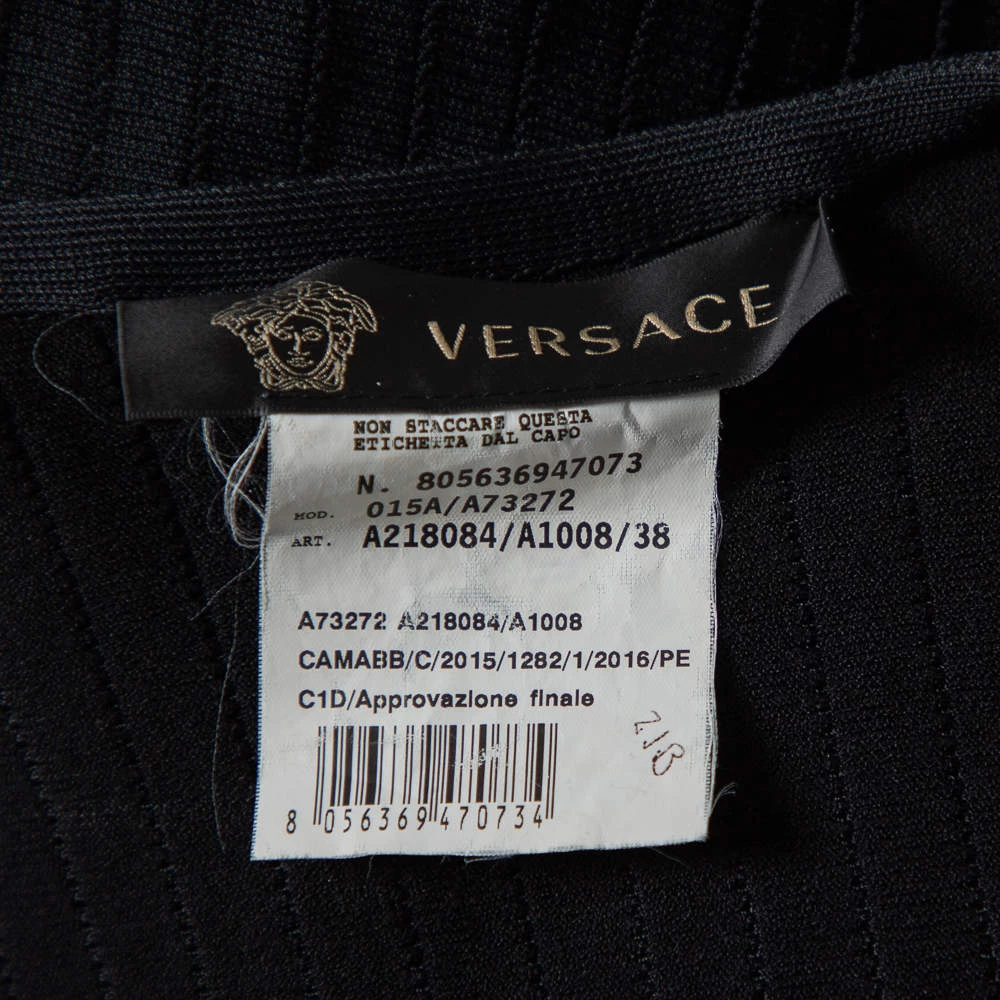 VERSACE
NON STACCARE QUESTA
ETICHETTA DAL CAPO
N. 805636947073
MOD. 015A/A73272
ART. A218084/A1008/38
A73272 A218084/A1008
CAMABB/C/2015/1282/1/2016/PE
C1D/Approvazione finale
218
8 056369 470734